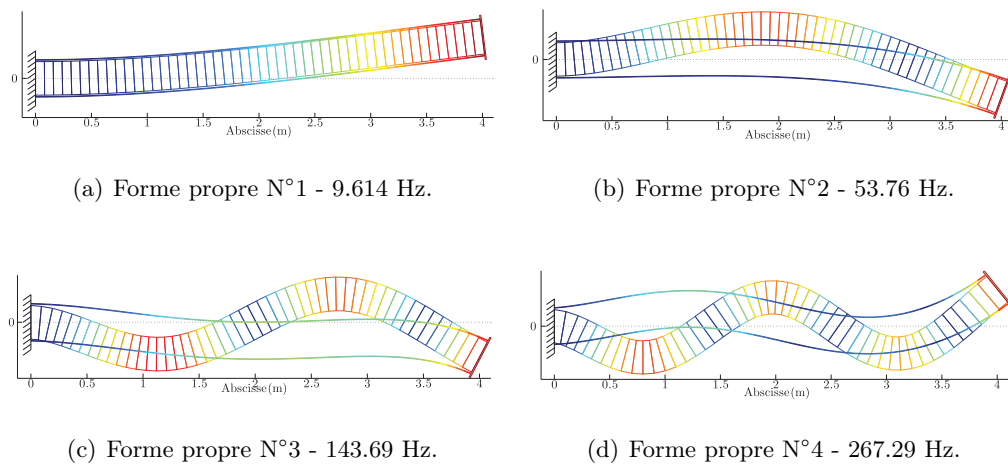 0
0 0.5 1 1.5 2 2.5 3 3.5 4
Abscisse(m)
(a) Forme propre N°1 - 9.614 Hz.
0
0 0.5 1 1.5 2 2.5 3 3.5 4
Abscisse(m)
(b) Forme propre N°2 - 53.76 Hz.
0
0 0.5 1 1.5 2 2.5 3 3.5 4
Abscisse(m)
(c) Forme propre N°3 - 143.69 Hz.
0
0 0.5 1 1.5 2 2.5 3 3.5 4
Abscisse(m)
(d) Forme propre N°4 - 267.29 Hz.